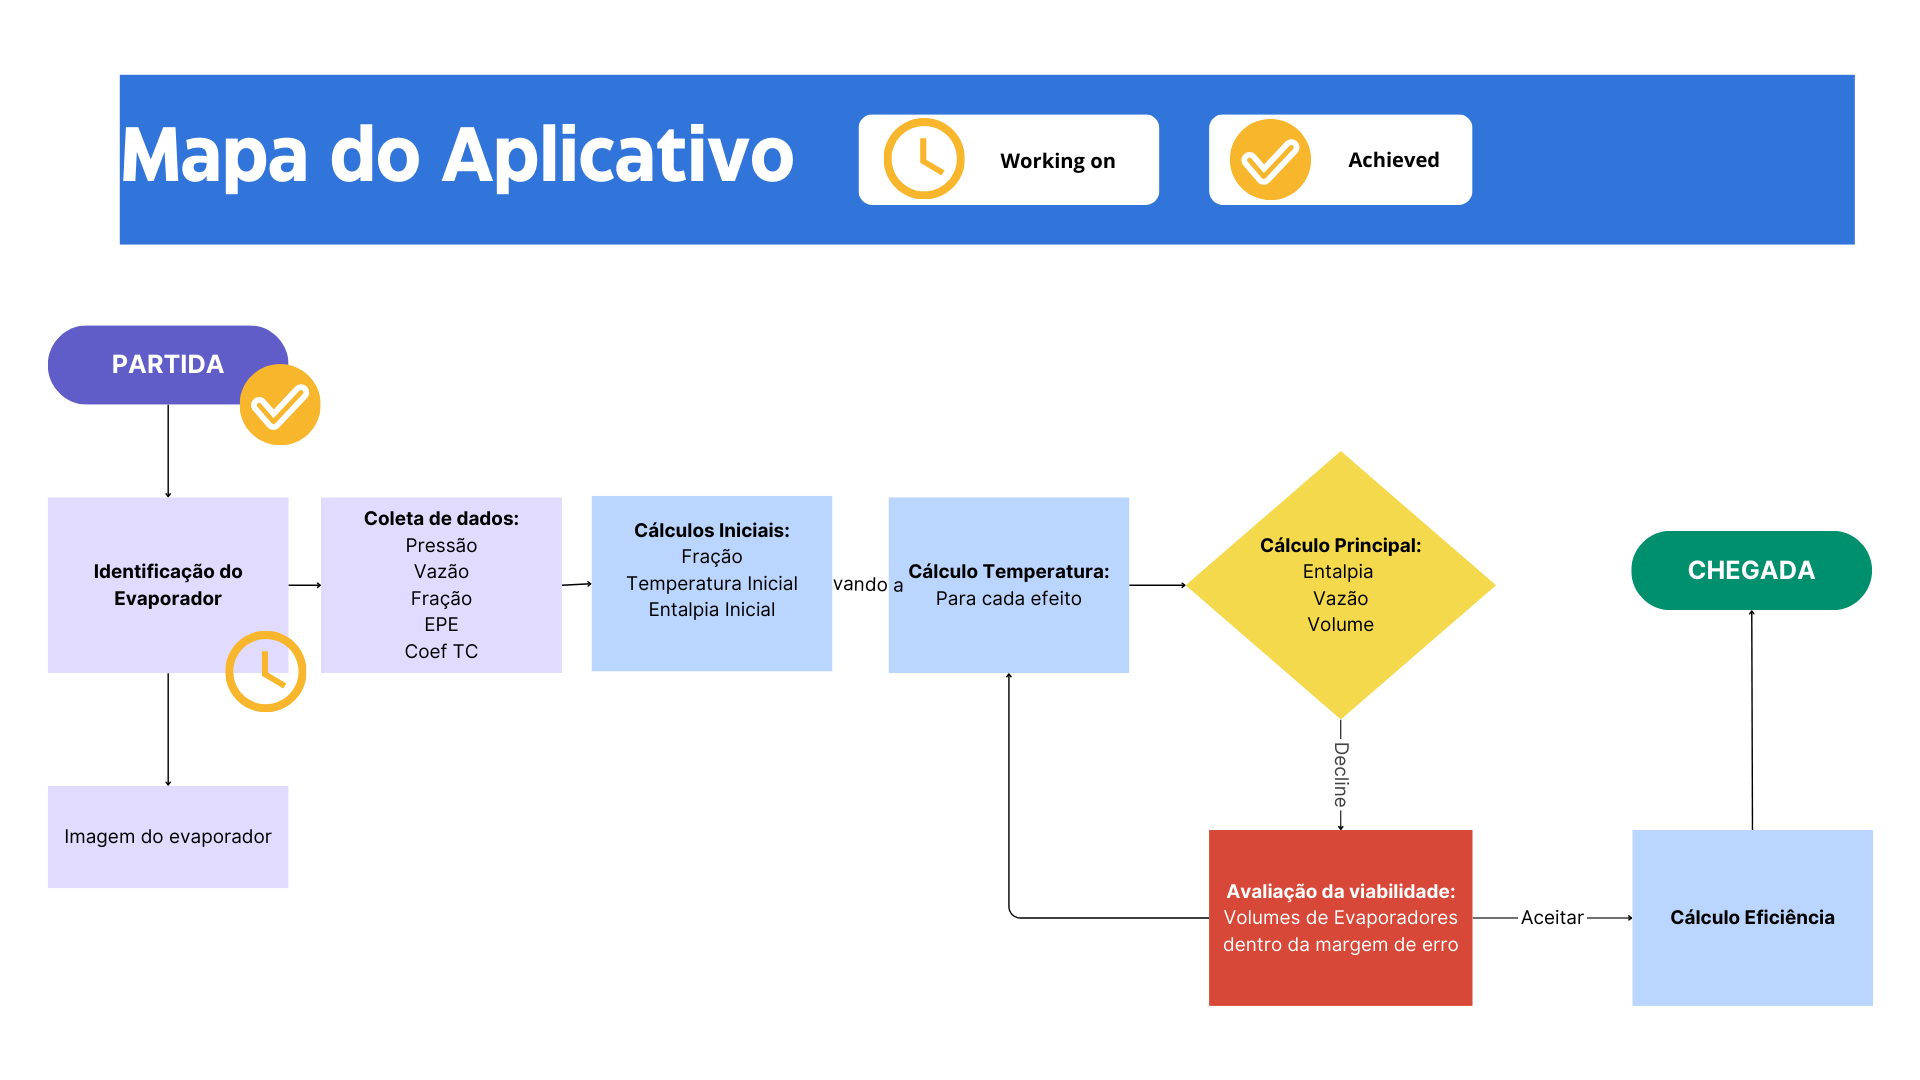 Mapa do Aplicativo
Working on
Achieved
PARTIDA
Identificação do
Evaporador
Coleta de dados:
Pressão
Vazão
Fração
EPE
Coef TC
Cálculos Iniciais:
Fração
Temperatura Inicial
Entalpia Inicial
vando a
Cálculo Temperatura:
Para cada efeito
Cálculo Principal:
Entalpia
Vazão
Volume
CHEGADA
Decline
Imagem do evaporador
Avaliação da viabilidade:
Volumes de Evaporadores
dentro da margem de erro
Aceitar
Cálculo Eficiência